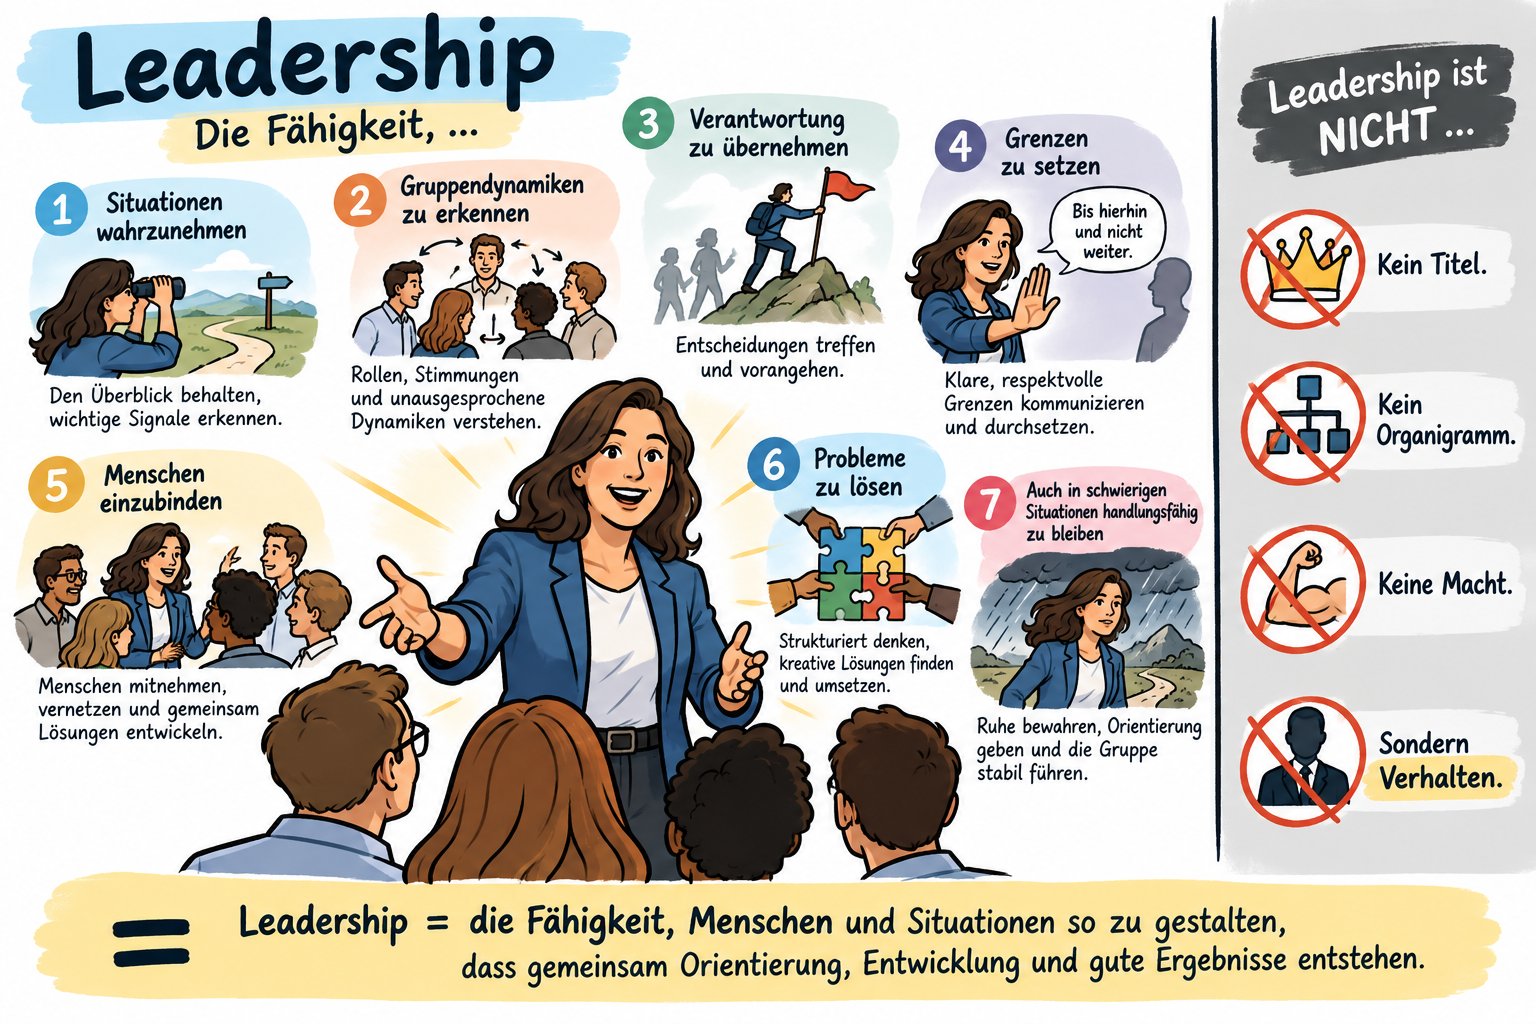 Leadership
Die Fähigkeit, ...
1
Situationen
wahrzunehmen
Den Überblick behalten,
wichtige Signale erkennen.
2
Gruppendynamiken
zu erkennen
Rollen, Stimmungen
und unausgesprochene
Dynamiken verstehen.
3
Verantwortung
zu übernehmen
Entscheidungen treffen
und vorangehen.
4
Grenzen
zu setzen
Bis hierhin
und nicht
weiter.
Klare, respektvolle
Grenzen kommunizieren
und durchsetzen.
5
Menschen
einzubinden
Menschen mitnehmen,
vernetzen und gemeinsam
Lösungen entwickeln.
6
Probleme
zu lösen
Strukturiert denken,
kreative Lösungen finden
und umsetzen.
7
Auch in schwierigen
Situationen handlungsfähig
zu bleiben
Ruhe bewahren, Orientierung
geben und die Gruppe
stabil führen.
Leadership ist
NICHT ...
Kein Titel.
Kein
Organigramm.
Keine Macht.
Sondern
Verhalten.
= Leadership = die Fähigkeit, Menschen und Situationen so zu gestalten,
dass gemeinsam Orientierung, Entwicklung und gute Ergebnisse entstehen.